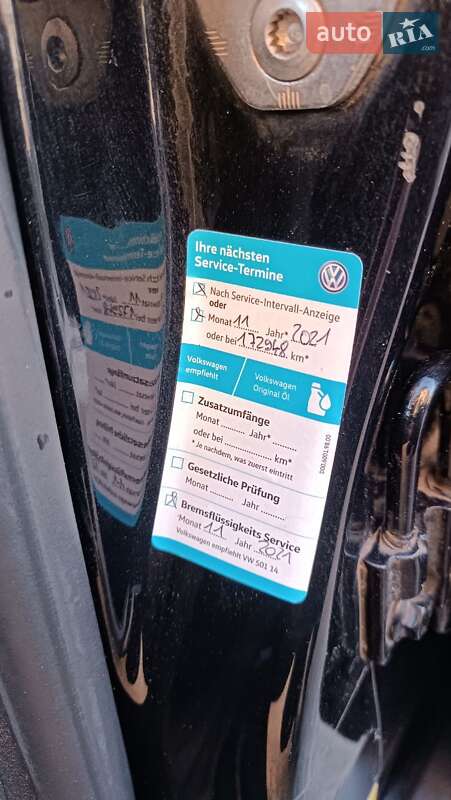 auto RIA.com
Ihre nächsten
Service-Termine
Nach Service-Intervall-Anzeige
oder
Monat 11 Jahr* 2021
oder bei 172948 km*
Volkswagen
empfiehlt
Volkswagen
Original Öl
Zusatzumfänge
Monat.......... Jahr*..........
oder bei.................... km*
* Je nachdem, was zuerst eintritt
Gesetzliche Prüfung
Monat.......... Jahr..........
Bremsflüssigkeits Service
Monat 11 Jahr 2021
Volkswagen empfiehlt VW 501 14